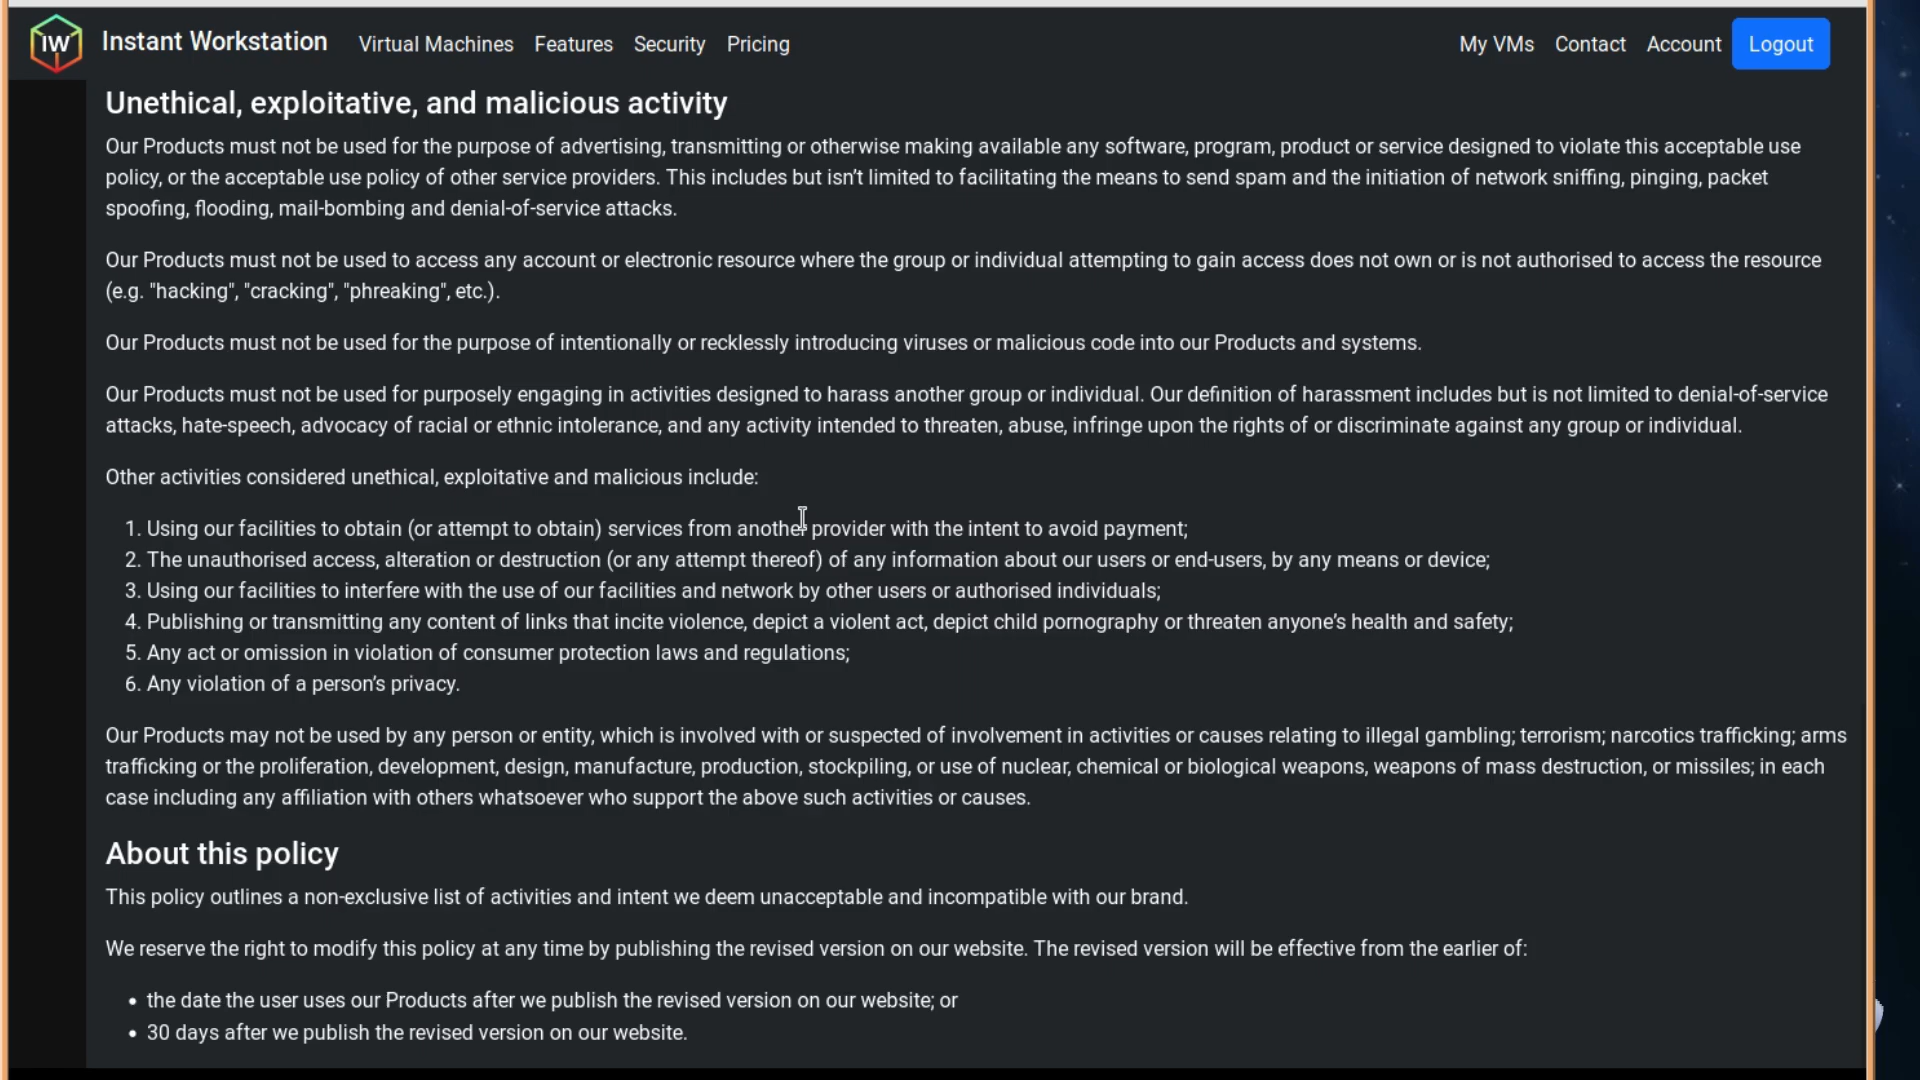 IW Instant Workstation Virtual Machines Features Security Pricing My VMs Contact Account Logout
Unethical, exploitative, and malicious activity
Our Products must not be used for the purpose of advertising, transmitting or otherwise making available any software, program, product or service designed to violate this acceptable use
policy, or the acceptable use policy of other service providers. This includes but isn’t limited to facilitating the means to send spam and the initiation of network sniffing, pinging, packet
spoofing, flooding, mail-bombing and denial-of-service attacks.
Our Products must not be used to access any account or electronic resource where the group or individual attempting to gain access does not own or is not authorised to access the resource
(e.g. "hacking", "cracking", "phreaking", etc.).
Our Products must not be used for the purpose of intentionally or recklessly introducing viruses or malicious code into our Products and systems.
Our Products must not be used for purposely engaging in activities designed to harass another group or individual. Our definition of harassment includes but is not limited to denial-of-service
attacks, hate-speech, advocacy of racial or ethnic intolerance, and any activity intended to threaten, abuse, infringe upon the rights of or discriminate against any group or individual.
Other activities considered unethical, exploitative and malicious include:
1. Using our facilities to obtain (or attempt to obtain) services from another provider with the intent to avoid payment;
2. The unauthorised access, alteration or destruction (or any attempt thereof) of any information about our users or end-users, by any means or device;
3. Using our facilities to interfere with the use of our facilities and network by other users or authorised individuals;
4. Publishing or transmitting any content of links that incite violence, depict a violent act, depict child pornography or threaten anyone’s health and safety;
5. Any act or omission in violation of consumer protection laws and regulations;
6. Any violation of a person’s privacy.
Our Products may not be used by any person or entity, which is involved with or suspected of involvement in activities or causes relating to illegal gambling; terrorism; narcotics trafficking; arms
trafficking or the proliferation, development, design, manufacture, production, stockpiling, or use of nuclear, chemical or biological weapons, weapons of mass destruction, or missiles; in each
case including any affiliation with others whatsoever who support the above such activities or causes.
About this policy
This policy outlines a non-exclusive list of activities and intent we deem unacceptable and incompatible with our brand.
We reserve the right to modify this policy at any time by publishing the revised version on our website. The revised version will be effective from the earlier of:
• the date the user uses our Products after we publish the revised version on our website; or
• 30 days after we publish the revised version on our website.